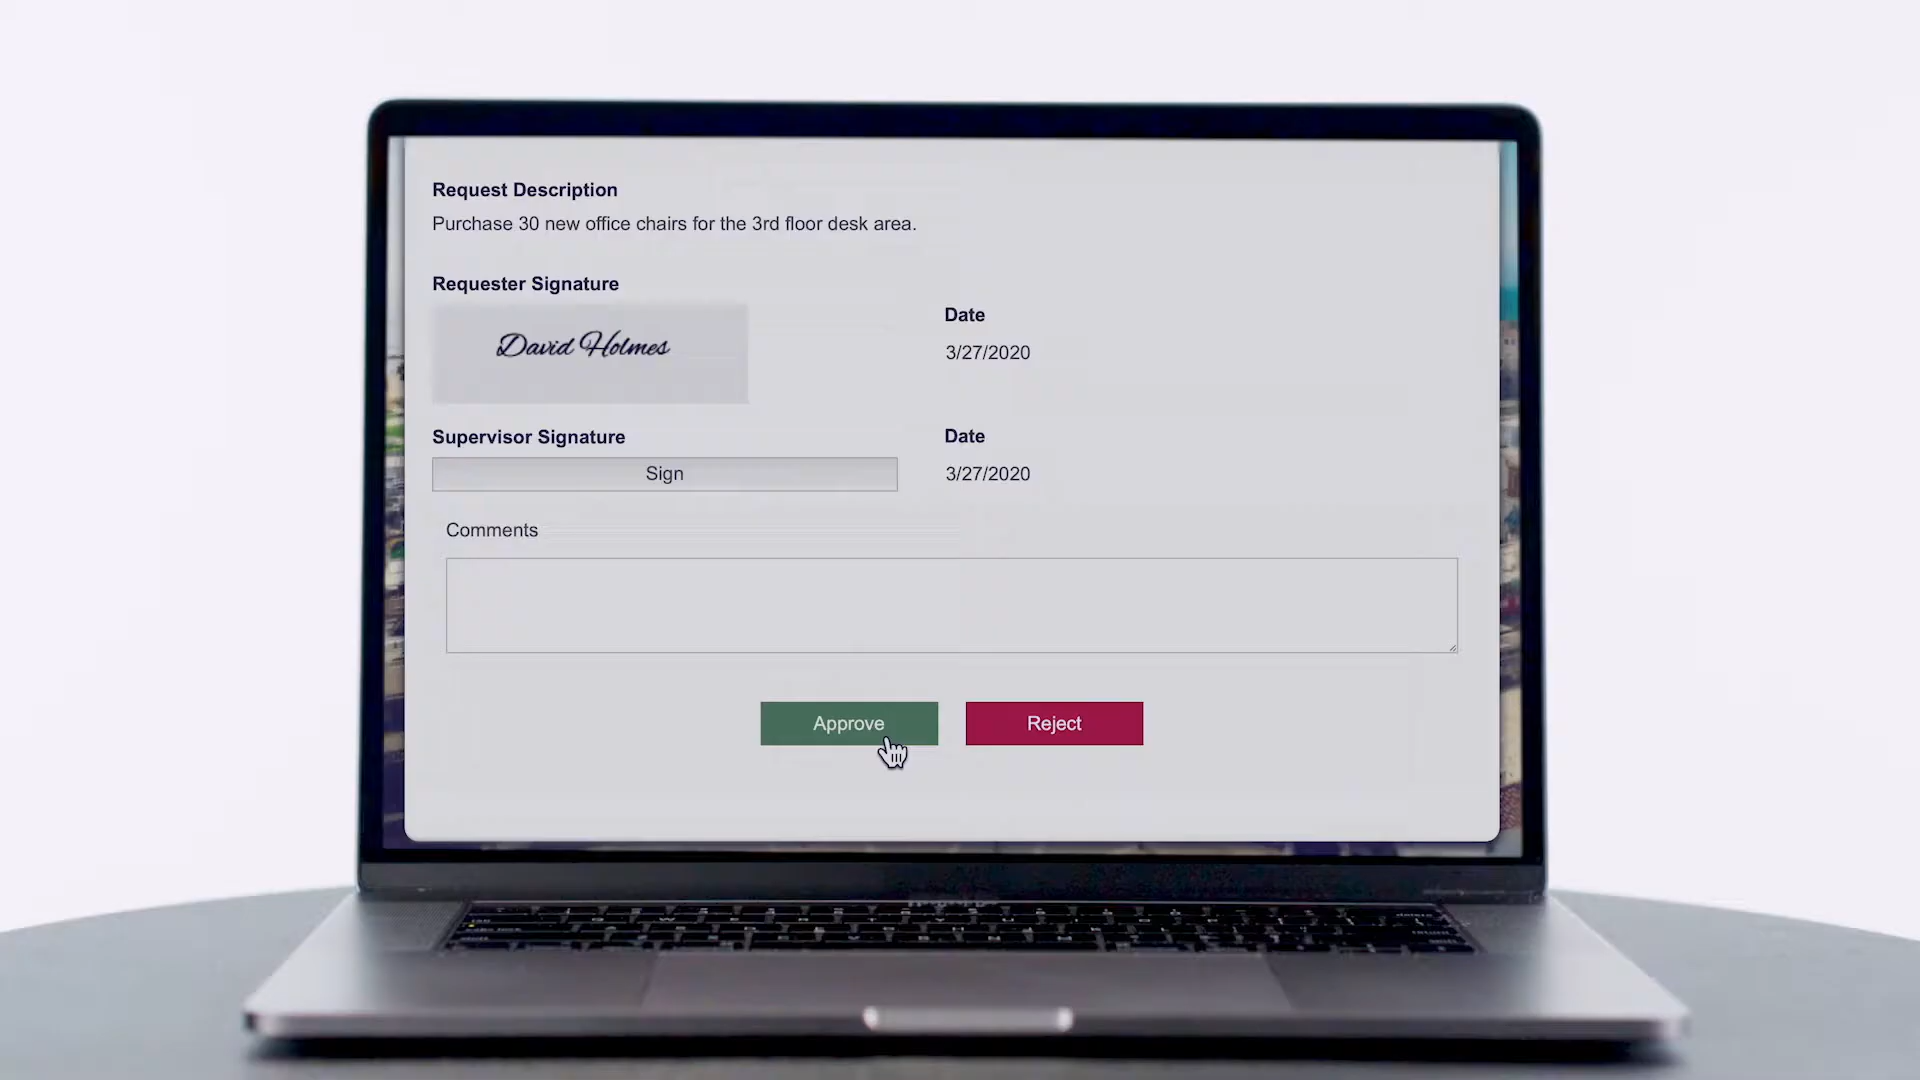 Request Description
Purchase 30 new office chairs for the 3rd floor desk area.
Requester Signature
David Holmes
Date
3/27/2020
Supervisor Signature
Sign
Date
3/27/2020
Comments
Approve
Reject